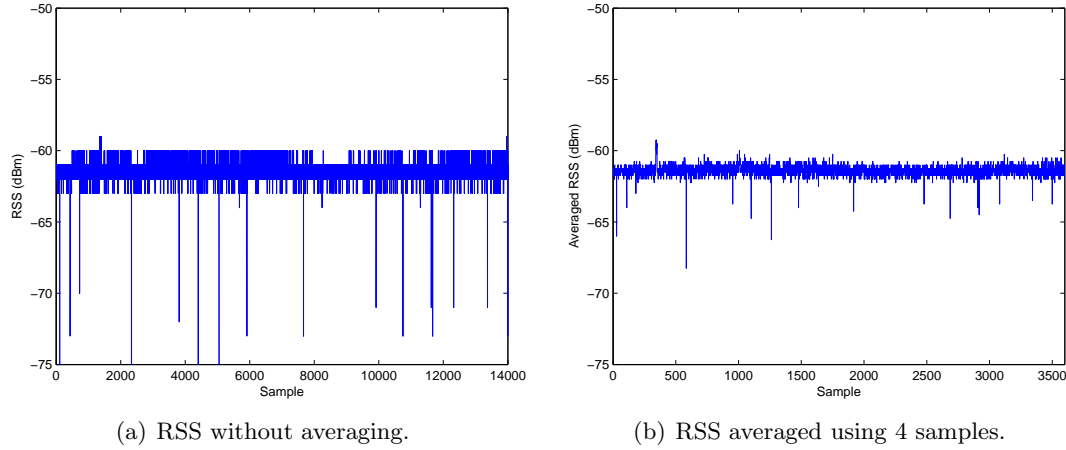 −50
−55
−60
−65
−70
−75
RSS (dBm)
0 2000 4000 6000 8000 10000 12000 14000
Sample
(a) RSS without averaging.
−50
−55
−60
−65
−70
−75
Averaged RSS (dBm)
0 500 1000 1500 2000 2500 3000 3500
Sample
(b) RSS averaged using 4 samples.